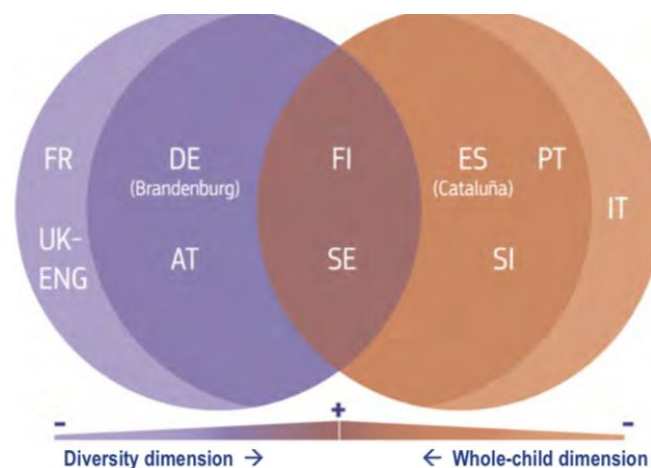 FR
DE
(Brandenburg)
FI
ES
(Cataluña)
PT
IT
UK-
ENG
AT
SE
SI
-
+
-
Diversity dimension →
← Whole-child dimension